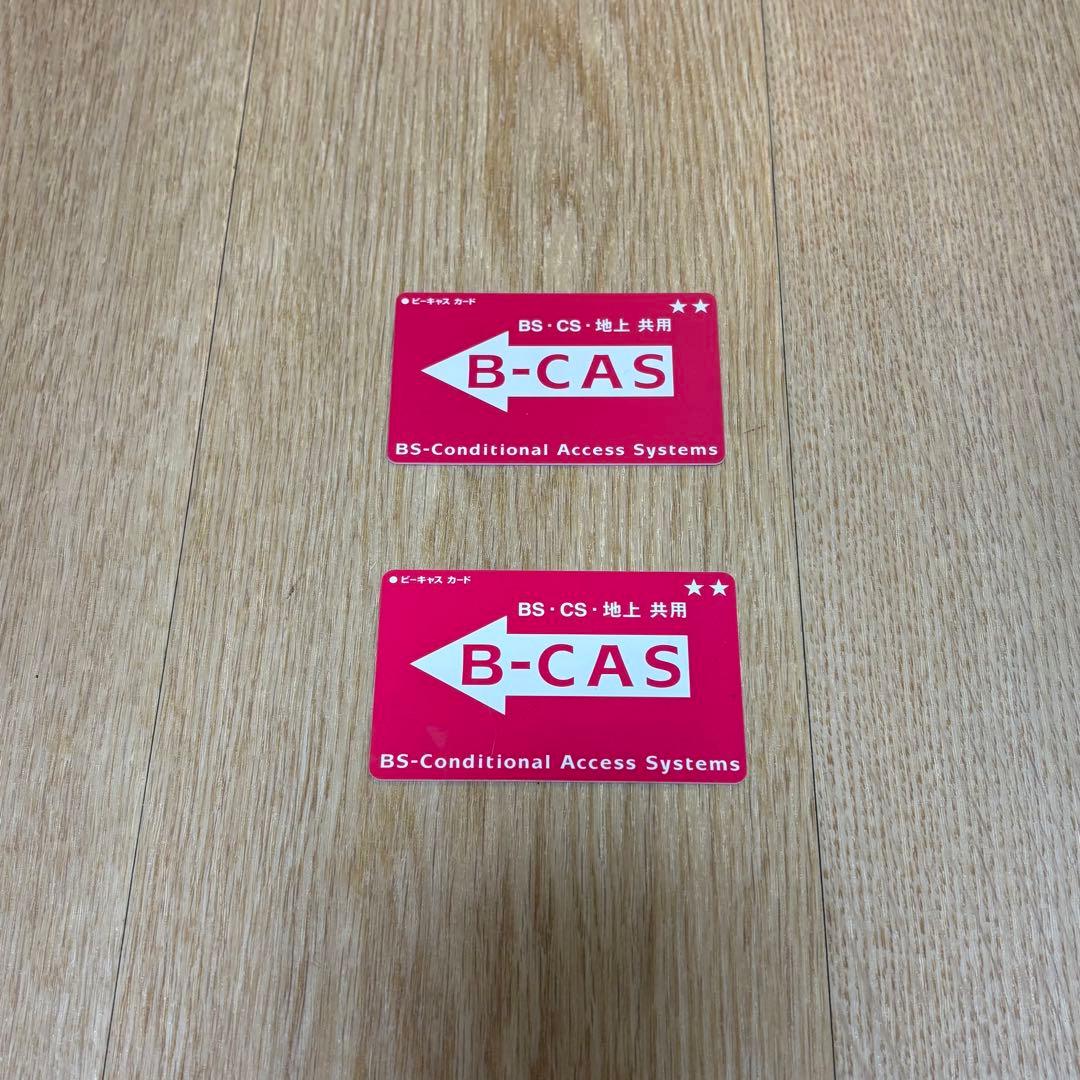 ● ビーキャス カード
★★
BS・CS・地上 共用
B-CAS
BS-Conditional Access Systems
● ビーキャス カード
★★
BS・CS・地上 共用
B-CAS
BS-Conditional Access Systems